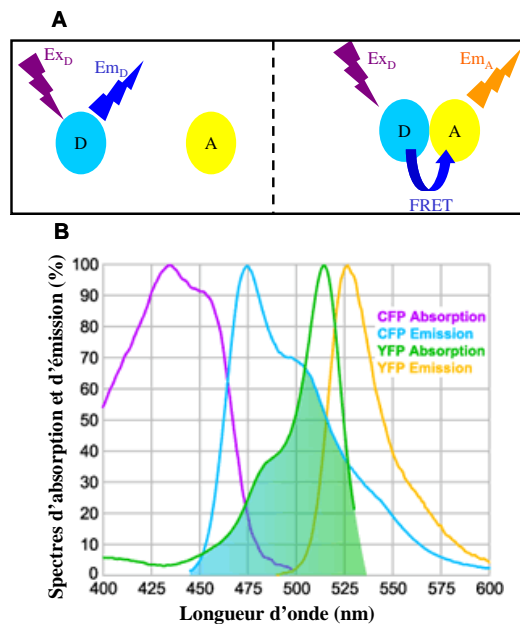 A
Ex_D
Em_D
D
A
Ex_D
Em_A
D
A
FRET
B
Spectres d'absorption et d'émission (%)
100
90
80
70
60
50
40
30
20
10
0
CFP Absorption
CFP Emission
YFP Absorption
YFP Emission
400 425 450 475 500 525 550 575 600
Longueur d'onde (nm)